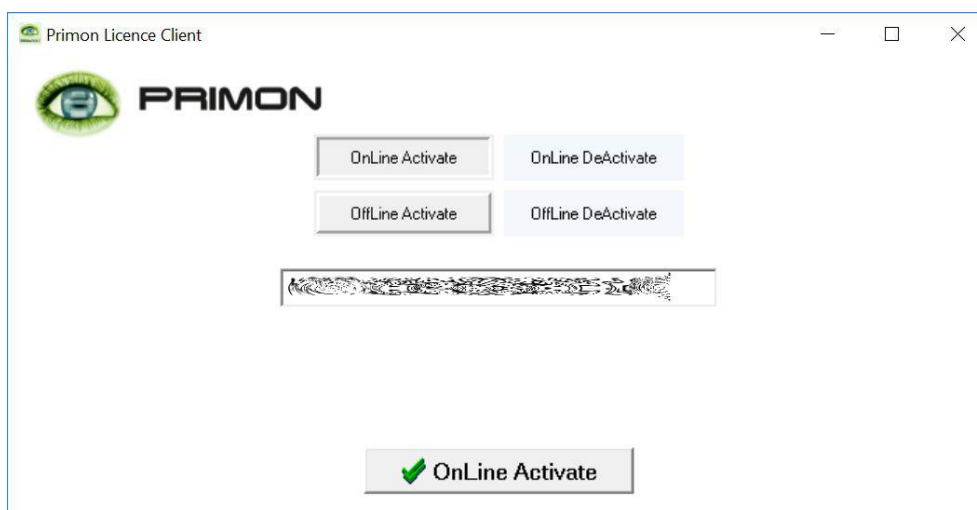 Primon Licence Client
PRIMON
OnLine Activate OnLine DeActivate
OffLine Activate OffLine DeActivate
OnLine Activate